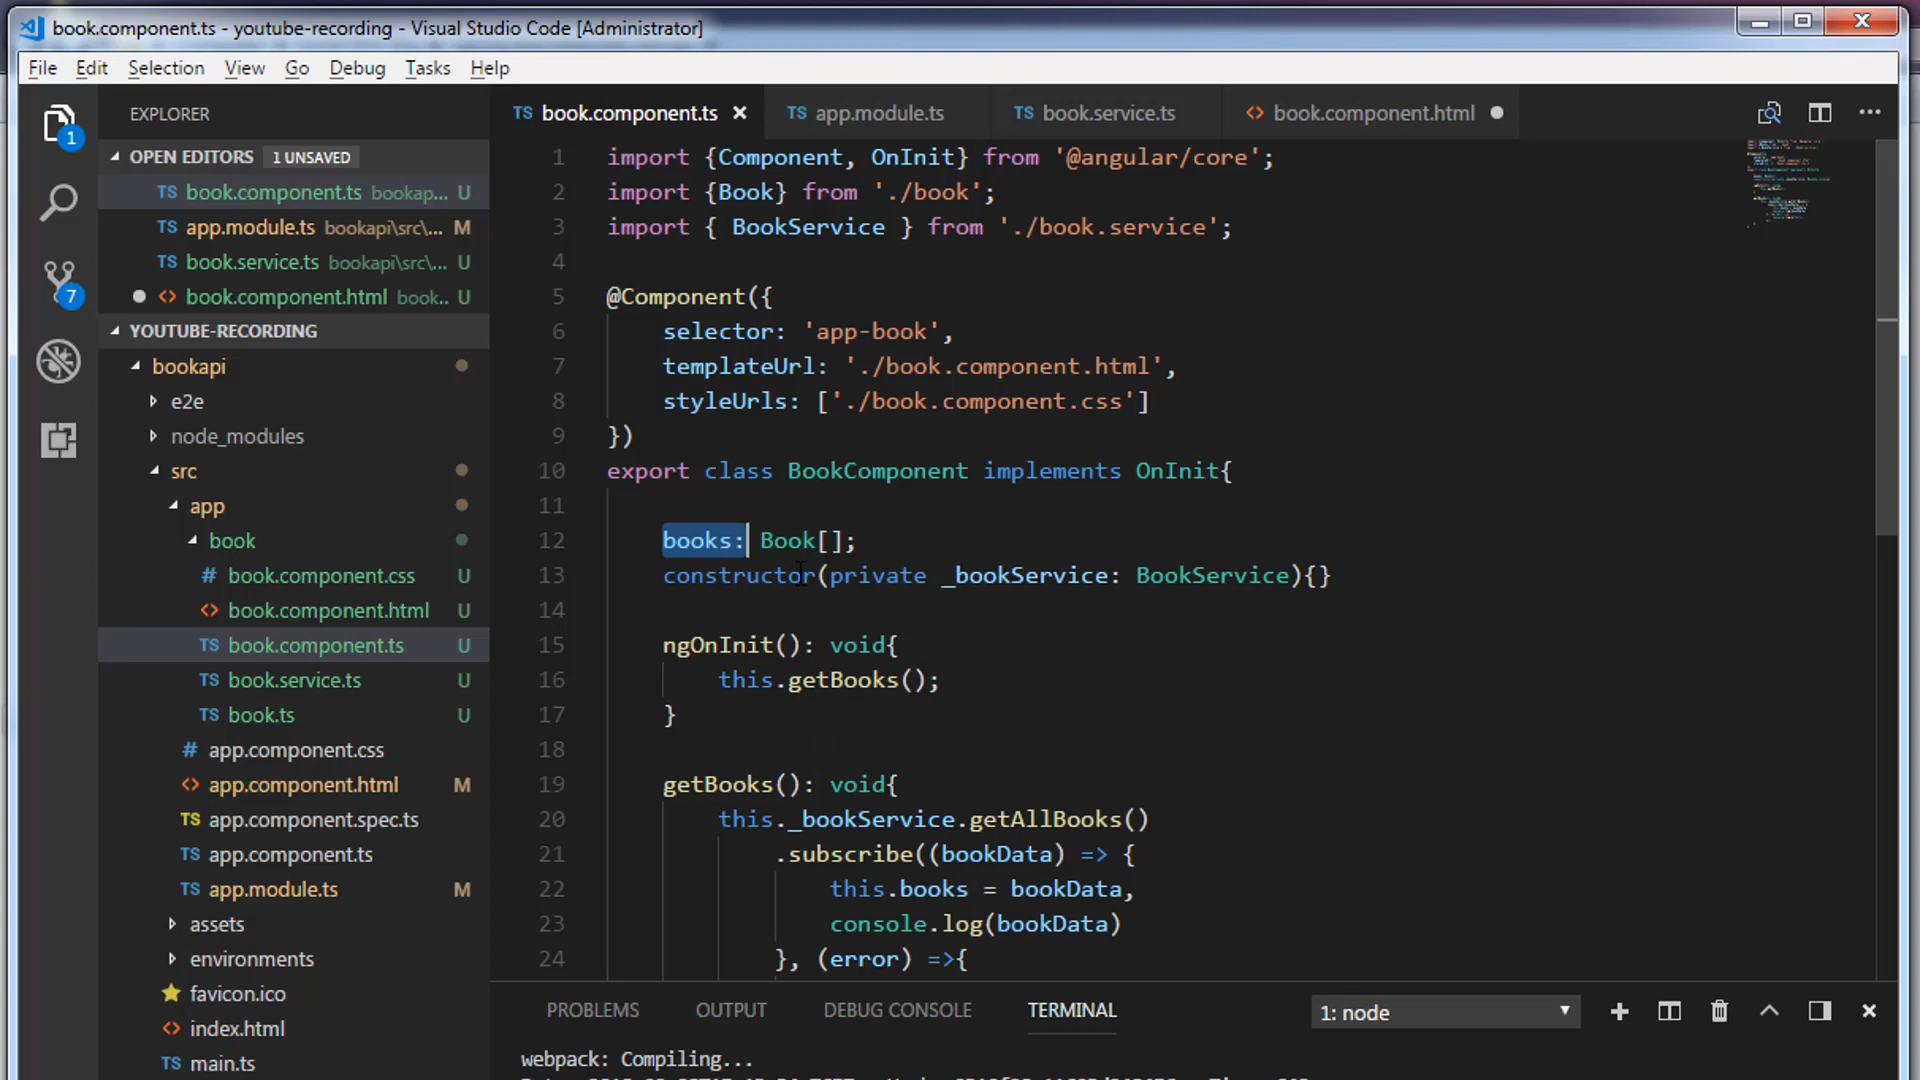 book.component.ts - youtube-recording - Visual Studio Code [Administrator]
File Edit Selection View Go Debug Tasks Help
EXPLORER
OPEN EDITORS 1 UNSAVED
TS book.component.ts bookap... U
TS app.module.ts bookapi\src\... M
TS book.service.ts bookapi\src\... U
<> book.component.html book.. U
YOUTUBE-RECORDING
bookapi
e2e
node_modules
src
app
book
# book.component.css U
<> book.component.html U
TS book.component.ts U
TS book.service.ts U
TS book.ts U
# app.component.css
<> app.component.html M
TS app.component.spec.ts
TS app.component.ts
TS app.module.ts M
assets
environments
favicon.ico
<> index.html
TS main.ts
1
7
TS book.component.ts TS app.module.ts TS book.service.ts <> book.component.html
1 import {Component, OnInit} from '@angular/core';
2 import {Book} from './book';
3 import { BookService } from './book.service';
4
5 @Component({
6 selector: 'app-book',
7 templateUrl: './book.component.html',
8 styleUrls: ['./book.component.css']
9 })
10 export class BookComponent implements OnInit{
11
12 books: Book[];
13 constructor(private _bookService: BookService){}
14
15 ngOnInit(): void{
16 this.getBooks();
17 }
18
19 getBooks(): void{
20 this._bookService.getAllBooks()
21 .subscribe((bookData) => {
22 this.books = bookData,
23 console.log(bookData)
24 }, (error) =>{
PROBLEMS OUTPUT DEBUG CONSOLE TERMINAL 1: node
webpack: Compiling...